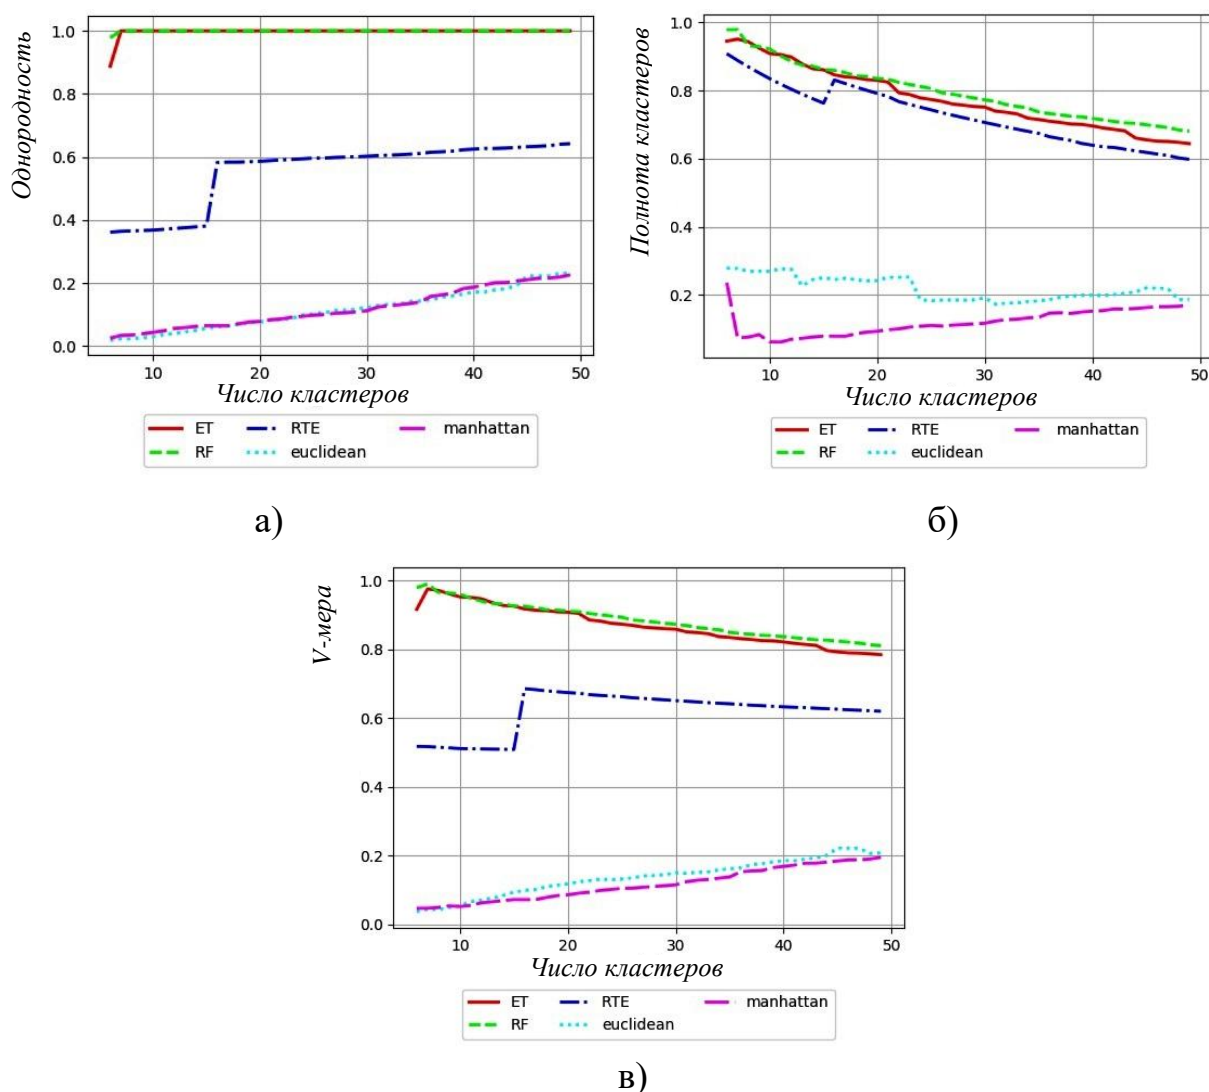 Однородность
1.0
0.8
0.6
0.4
0.2
0.0
10 20 30 40 50
Число кластеров
ET RTE manhattan
RF euclidean
а)
Полнота кластеров
1.0
0.8
0.6
0.4
0.2
10 20 30 40 50
Число кластеров
ET RTE manhattan
RF euclidean
б)
V-мера
1.0
0.8
0.6
0.4
0.2
0.0
10 20 30 40 50
Число кластеров
ET RTE manhattan
RF euclidean
в)